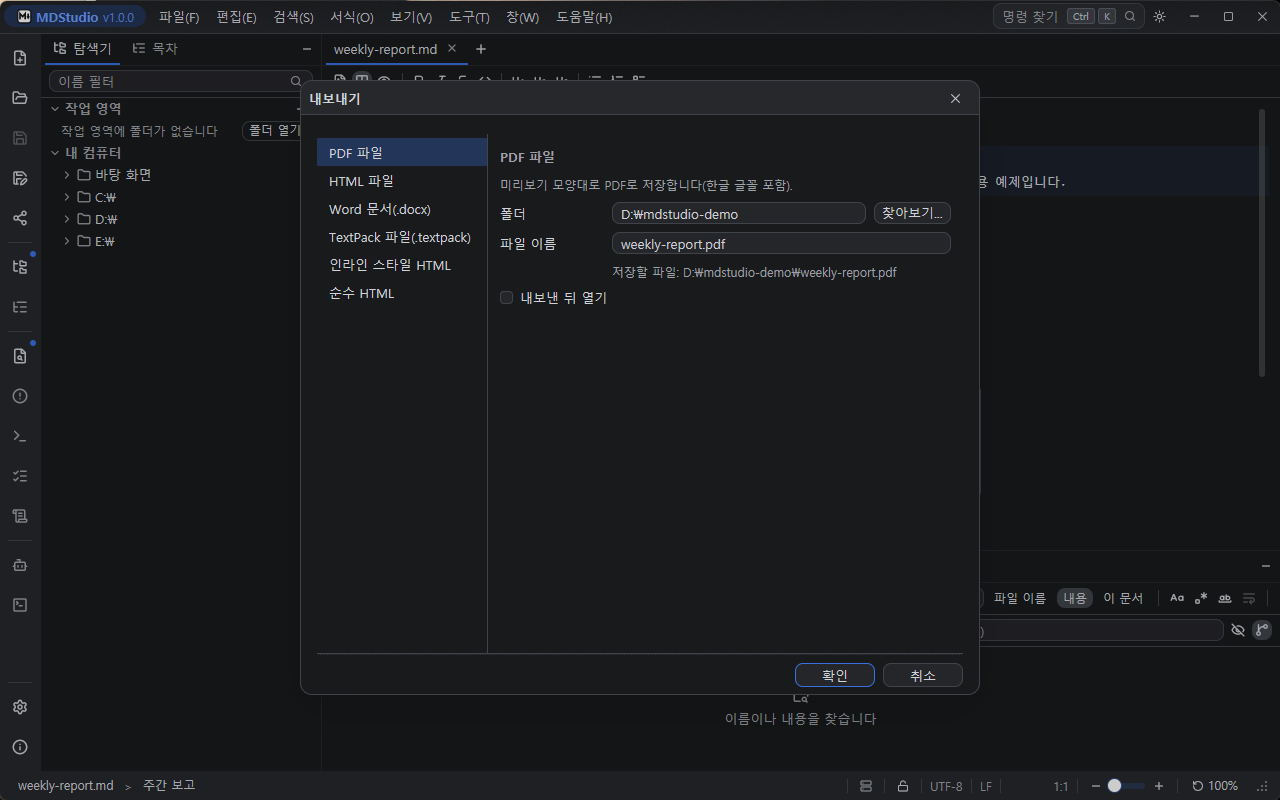 MDStudio v1.0.0 파일(F) 편집(E) 검색(S) 서식(O) 보기(V) 도구(T) 창(W) 도움말(H) 명령 찾기 Ctrl K
탐색기 목차
weekly-report.md
이름 필터
작업 영역
작업 영역에 폴더가 없습니다 폴더 열기
내 컴퓨터
바탕 화면
C:₩
D:₩
E:₩
내보내기
PDF 파일
HTML 파일
Word 문서(.docx)
TextPack 파일(.textpack)
인라인 스타일 HTML
순수 HTML
PDF 파일
미리보기 모양대로 PDF로 저장합니다(한글 글꼴 포함).
폴더 D:₩mdstudio-demo 찾아보기...
파일 이름 weekly-report.pdf
저장할 파일: D:₩mdstudio-demo₩weekly-report.pdf
내보낸 뒤 열기
확인 취소
예제입니다.
파일 이름 내용 이 문서 Aa ab
이름이나 내용을 찾습니다
weekly-report.md > 주간 보고 UTF-8 LF 1:1 100%